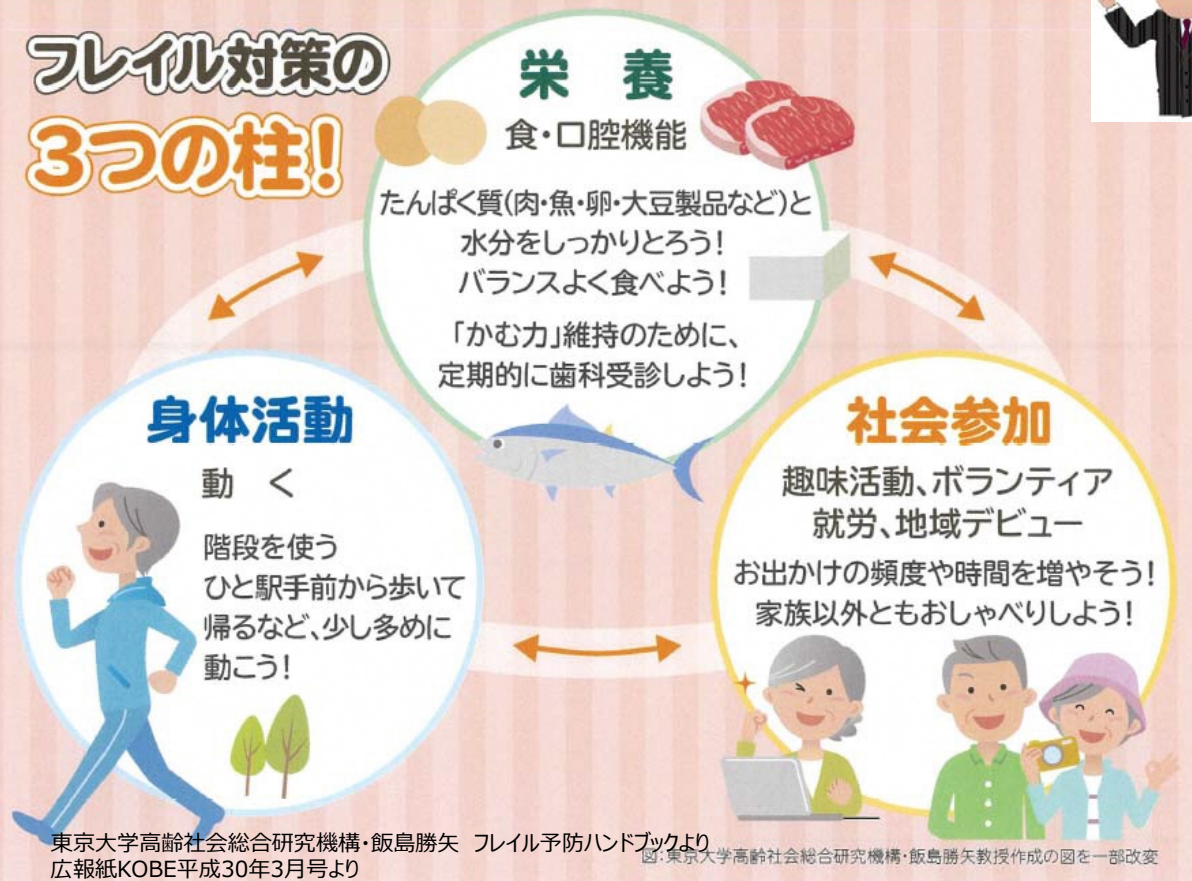 フレイル対策の
3つの柱!
栄 養
食・口腔機能
たんぱく質(肉・魚・卵・大豆製品など)と
水分をしっかりとろう!
バランスよく食べよう!
「かむ力」維持のために、
定期的に歯科受診しよう!
身体活動
動 く
階段を使う
ひと駅手前から歩いて
帰るなど、少し多めに
動こう!
社会参加
趣味活動、ボランティア
就労、地域デビュー
お出かけの頻度や時間を増やそう!
家族以外ともおしゃべりしよう!
東京大学高齢社会総合研究機構・飯島勝矢 フレイル予防ハンドブックより
広報紙KOBE平成30年3月号より
図:東京大学高齢社会総合研究機構・飯島勝矢教授作成の図を一部改変